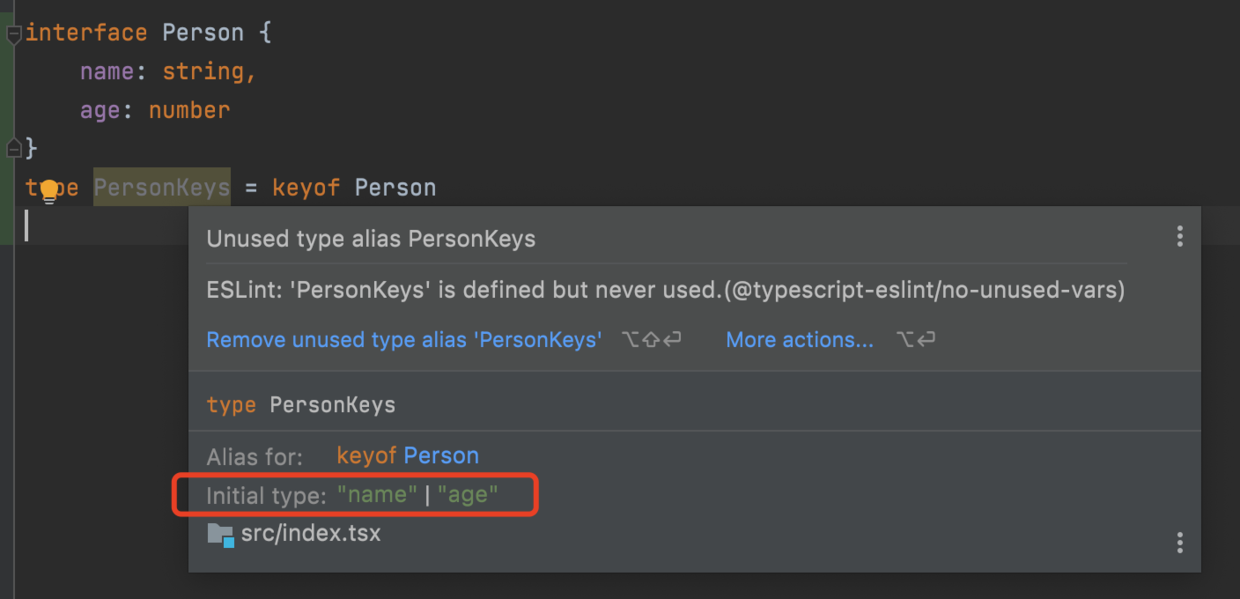 interface Person {
name: string,
age: number
}
type PersonKeys = keyof Person
Unused type alias PersonKeys
ESLint: 'PersonKeys' is defined but never used.(@typescript-eslint/no-unused-vars)
Remove unused type alias 'PersonKeys' ⌥⇧⏎ More actions... ⌥⏎
type PersonKeys
Alias for: keyof Person
Initial type: "name" | "age"
src/index.tsx